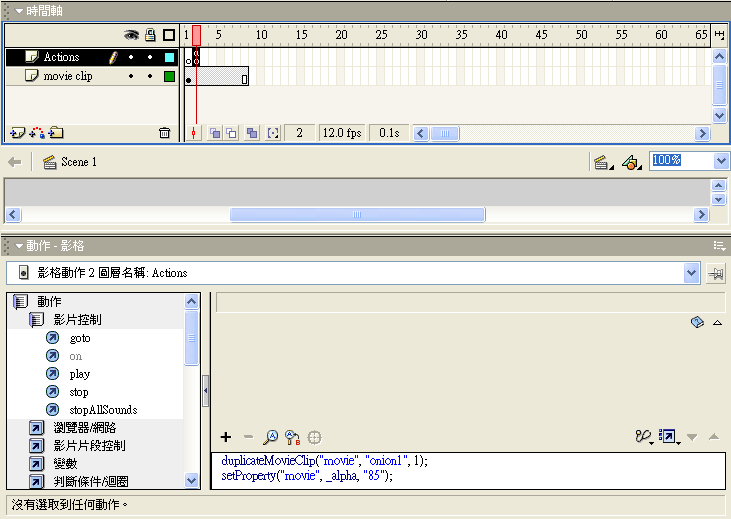 時間軸
1 5 10 15 20 25 30 35 40 45 50 55 60 65
Actions
movie clip
2 12.0 fps 0.1s
Scene 1
100%
動作 - 影格
影格動作 2 圖層名稱: Actions
動作
影片控制
goto
on
play
stop
stopAllSounds
瀏覽器/網路
影片片段控制
變數
判斷條件/迴圈
duplicateMovieClip("movie", "onion1", 1);
setProperty("movie", _alpha, "85");
沒有選取到任何動作。